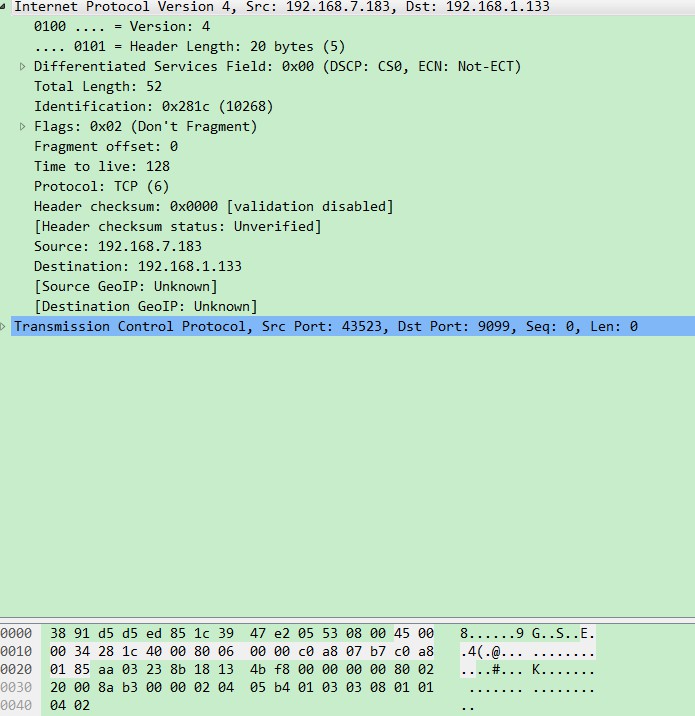 Internet Protocol Version 4, Src: 192.168.7.183, Dst: 192.168.1.133
0100 .... = Version: 4
.... 0101 = Header Length: 20 bytes (5)
Differentiated Services Field: 0x00 (DSCP: CS0, ECN: Not-ECT)
Total Length: 52
Identification: 0x281c (10268)
Flags: 0x02 (Don't Fragment)
Fragment offset: 0
Time to live: 128
Protocol: TCP (6)
Header checksum: 0x0000 [validation disabled]
[Header checksum status: Unverified]
Source: 192.168.7.183
Destination: 192.168.1.133
[Source GeoIP: Unknown]
[Destination GeoIP: Unknown]
Transmission Control Protocol, Src Port: 43523, Dst Port: 9099, Seq: 0, Len: 0
0000 38 91 d5 d5 ed 85 1c 39 47 e2 05 53 08 00 45 00 8......9 G..S..E.
0010 00 34 28 1c 40 00 80 06 00 00 c0 a8 07 b7 c0 a8 .4(.@... ........
0020 01 85 aa 03 23 8b 18 13 4b f8 00 00 00 00 80 02 ....#... K.......
0030 20 00 8a b3 00 00 02 04 05 b4 01 03 03 08 01 01 ....... ........
0040 04 02 ..